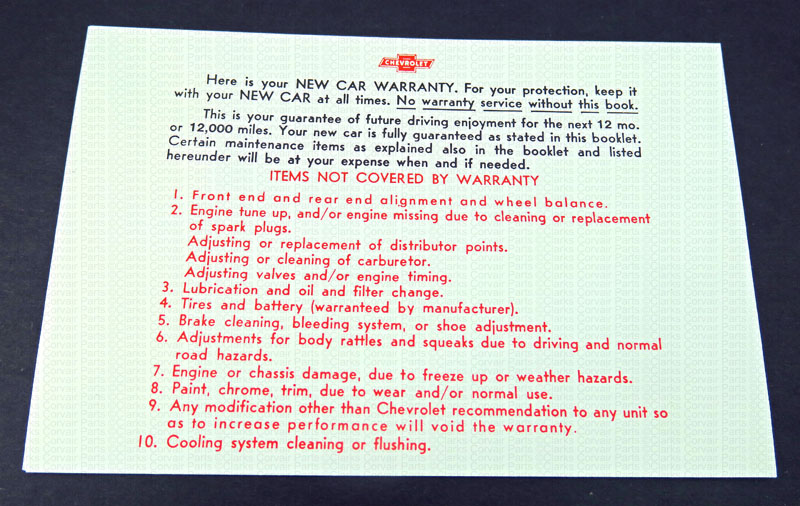 CHEVROLET
Here is your NEW CAR WARRANTY. For your protection, keep it
with your NEW CAR at all times. No warranty service without this book.
This is your guarantee of future driving enjoyment for the next 12 mo.
or 12,000 miles. Your new car is fully guaranteed as stated in this booklet.
Certain maintenance items as explained also in the booklet and listed
hereunder will be at your expense when and if needed.
ITEMS NOT COVERED BY WARRANTY
1. Front end and rear end alignment and wheel balance.
2. Engine tune up, and/or engine missing due to cleaning or replacement
of spark plugs.
Adjusting or replacement of distributor points.
Adjusting or cleaning of carburetor.
Adjusting valves and/or engine timing.
3. Lubrication and oil and filter change.
4. Tires and battery (warranteed by manufacturer).
5. Brake cleaning, bleeding system, or shoe adjustment.
6. Adjustments for body rattles and squeaks due to driving and normal
road hazards.
7. Engine or chassis damage, due to freeze up or weather hazards.
8. Paint, chrome, trim, due to wear and/or normal use.
9. Any modification other than Chevrolet recommendation to any unit so
as to increase performance will void the warranty.
10. Cooling system cleaning or flushing.